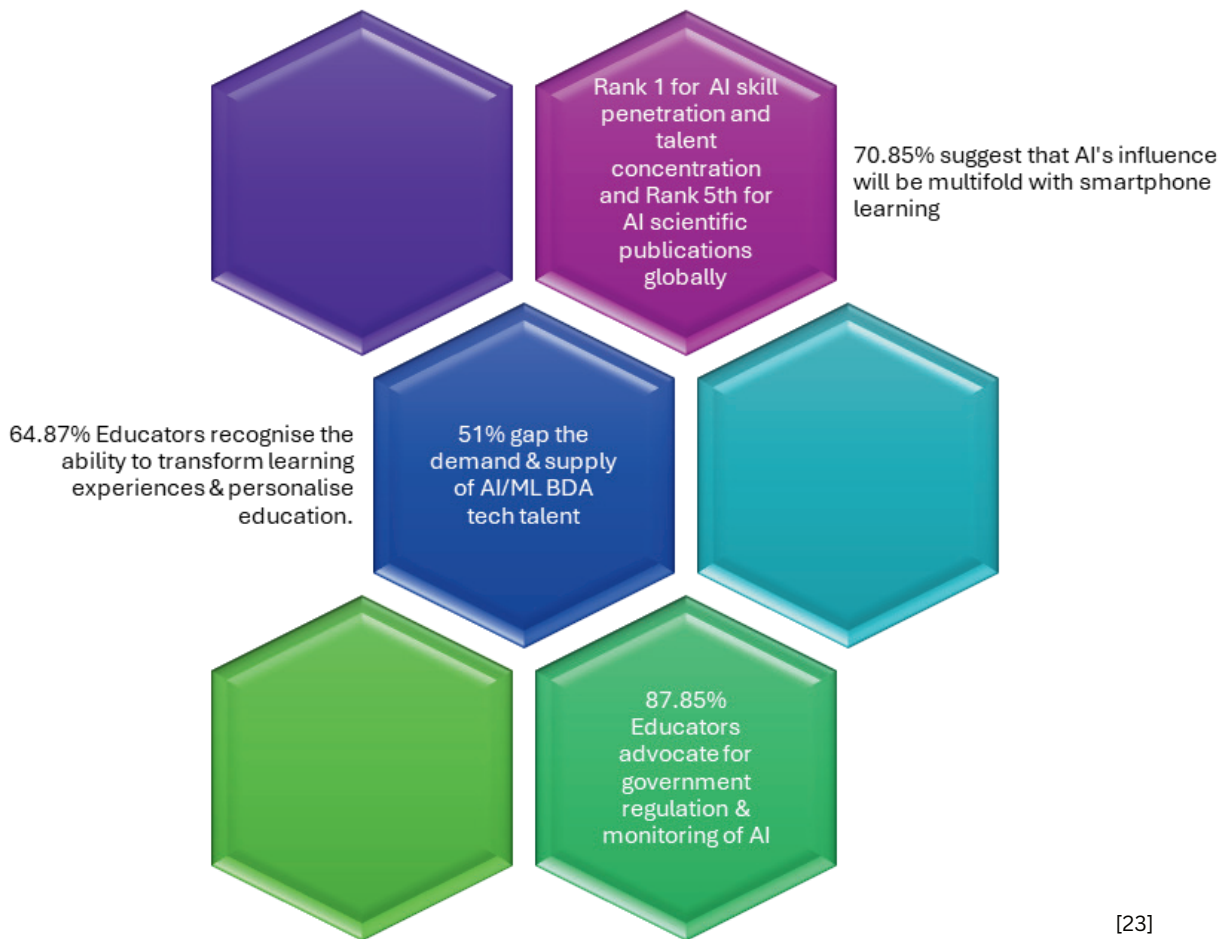 Rank 1 for AI skill
penetration and
talent
concentration
and Rank 5th for
AI scientific
publications
globally
70.85% suggest that AI's influence
will be multifold with smartphone
learning
64.87% Educators recognise the
ability to transform learning
experiences & personalise
education.
51% gap the
demand & supply
of AI/ML BDA
tech talent
87.85%
Educators
advocate for
government
regulation &
monitoring of AI
[23]